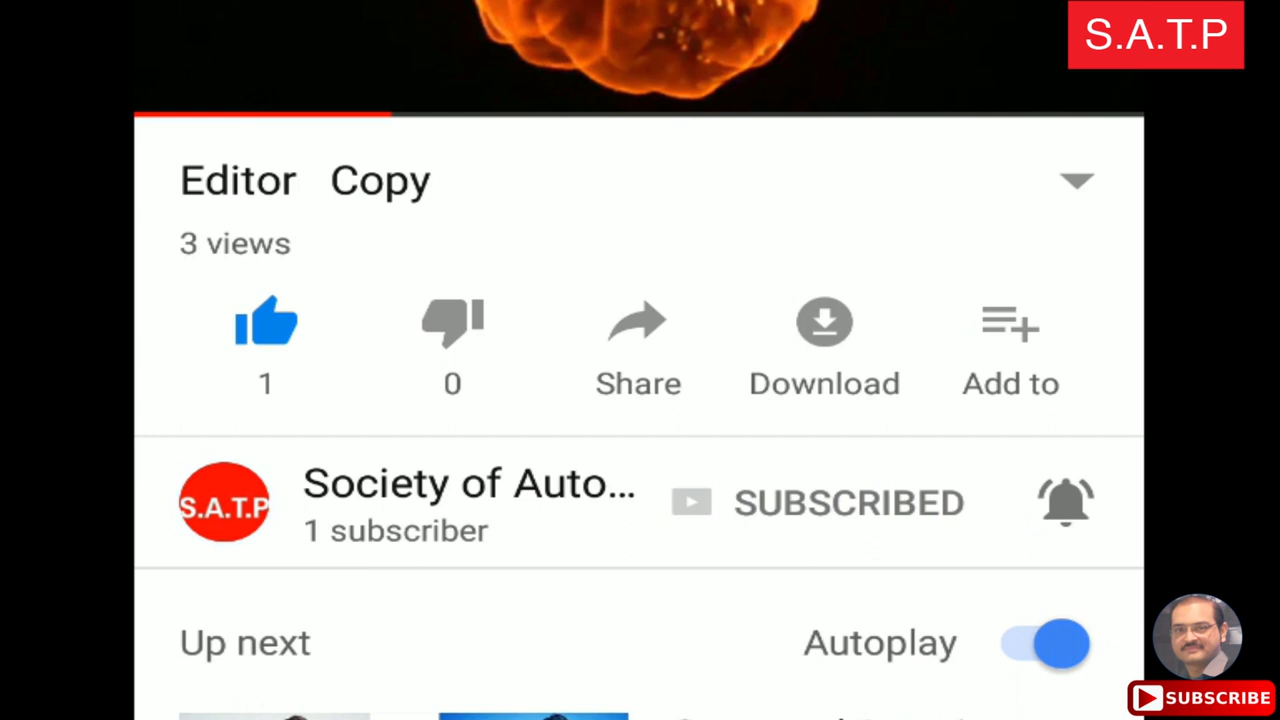 S.A.T.P
Editor Copy
3 views
1 0 Share Download Add to
S.A.T.P
Society of Auto...
1 subscriber
SUBSCRIBED
Up next
Autoplay
SUBSCRIBE